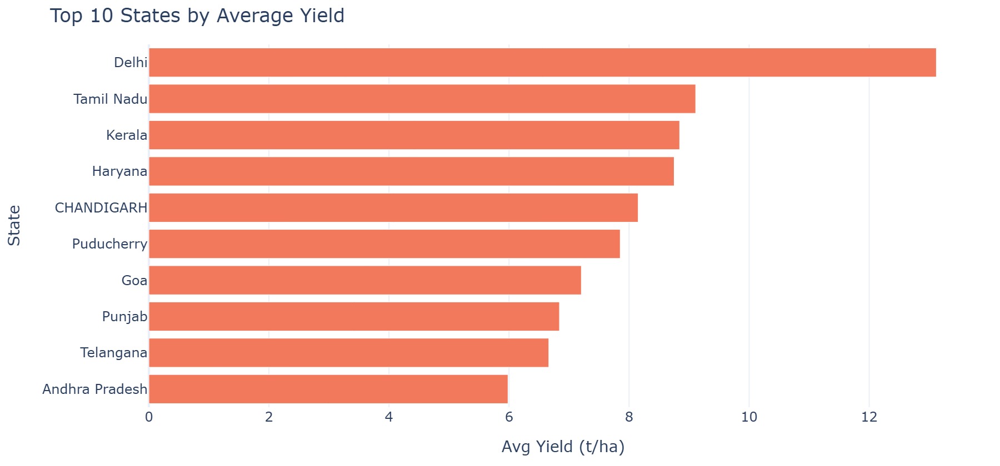 Top 10 States by Average Yield
State
Delhi
Tamil Nadu
Kerala
Haryana
CHANDIGARH
Puducherry
Goa
Punjab
Telangana
Andhra Pradesh
0 2 4 6 8 10 12
Avg Yield (t/ha)